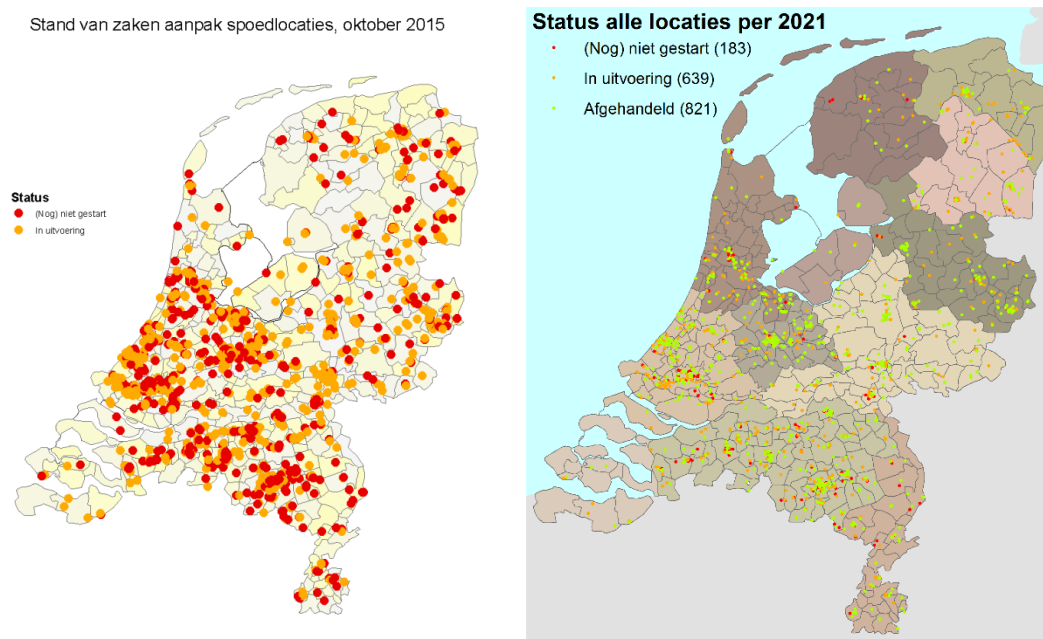 Stand van zaken aanpak spoedlocaties, oktober 2015
Status
(Nog) niet gestart
In uitvoering
Status alle locaties per 2021
(Nog) niet gestart (183)
In uitvoering (639)
Afgehandeld (821)